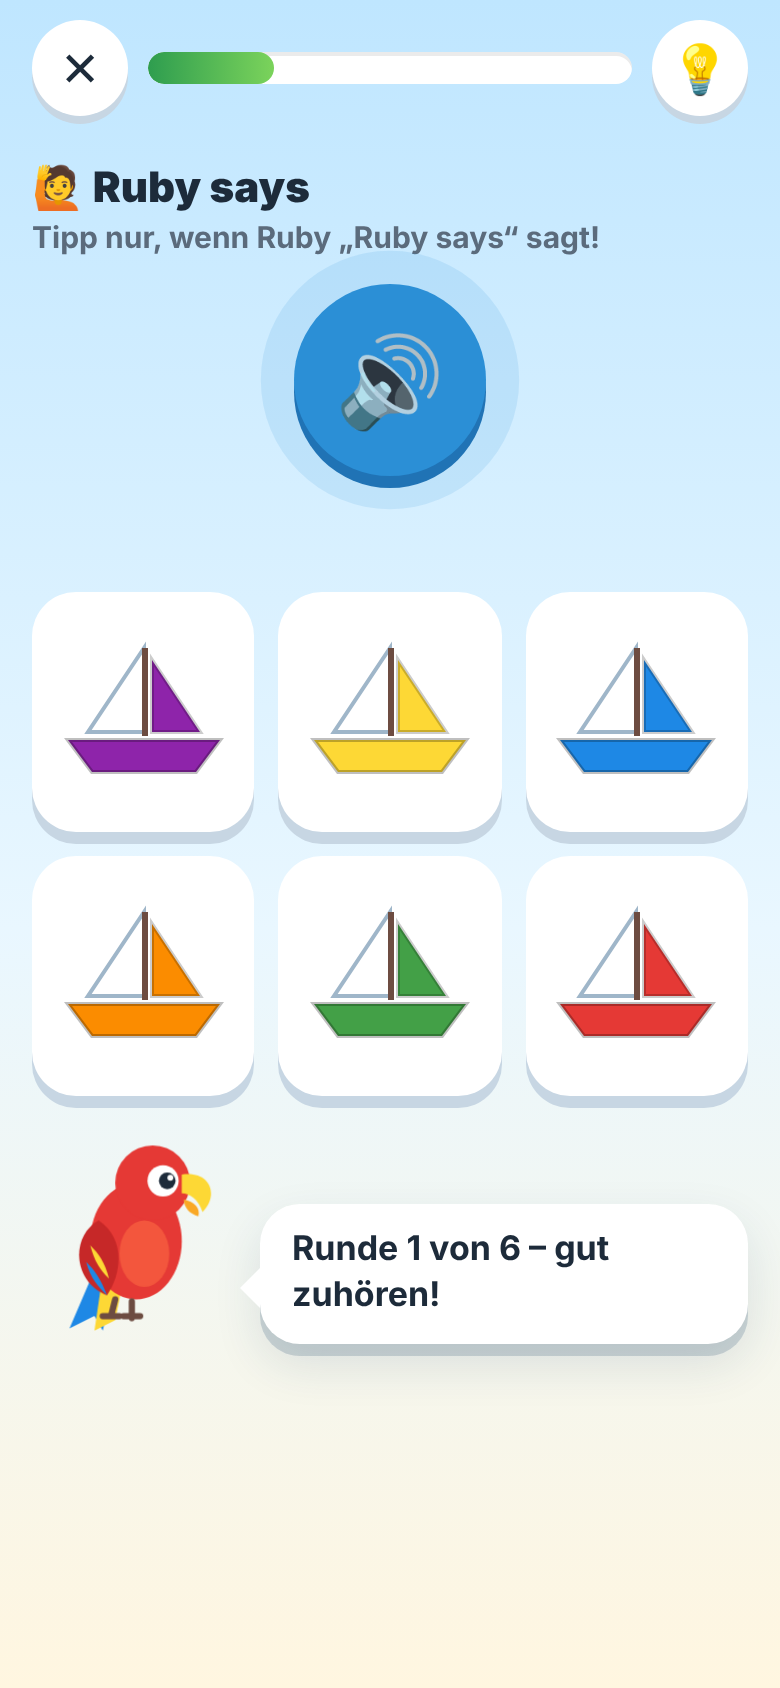 Ruby says
Tipp nur, wenn Ruby „Ruby says“ sagt!
Runde 1 von 6 – gut
zuhören!